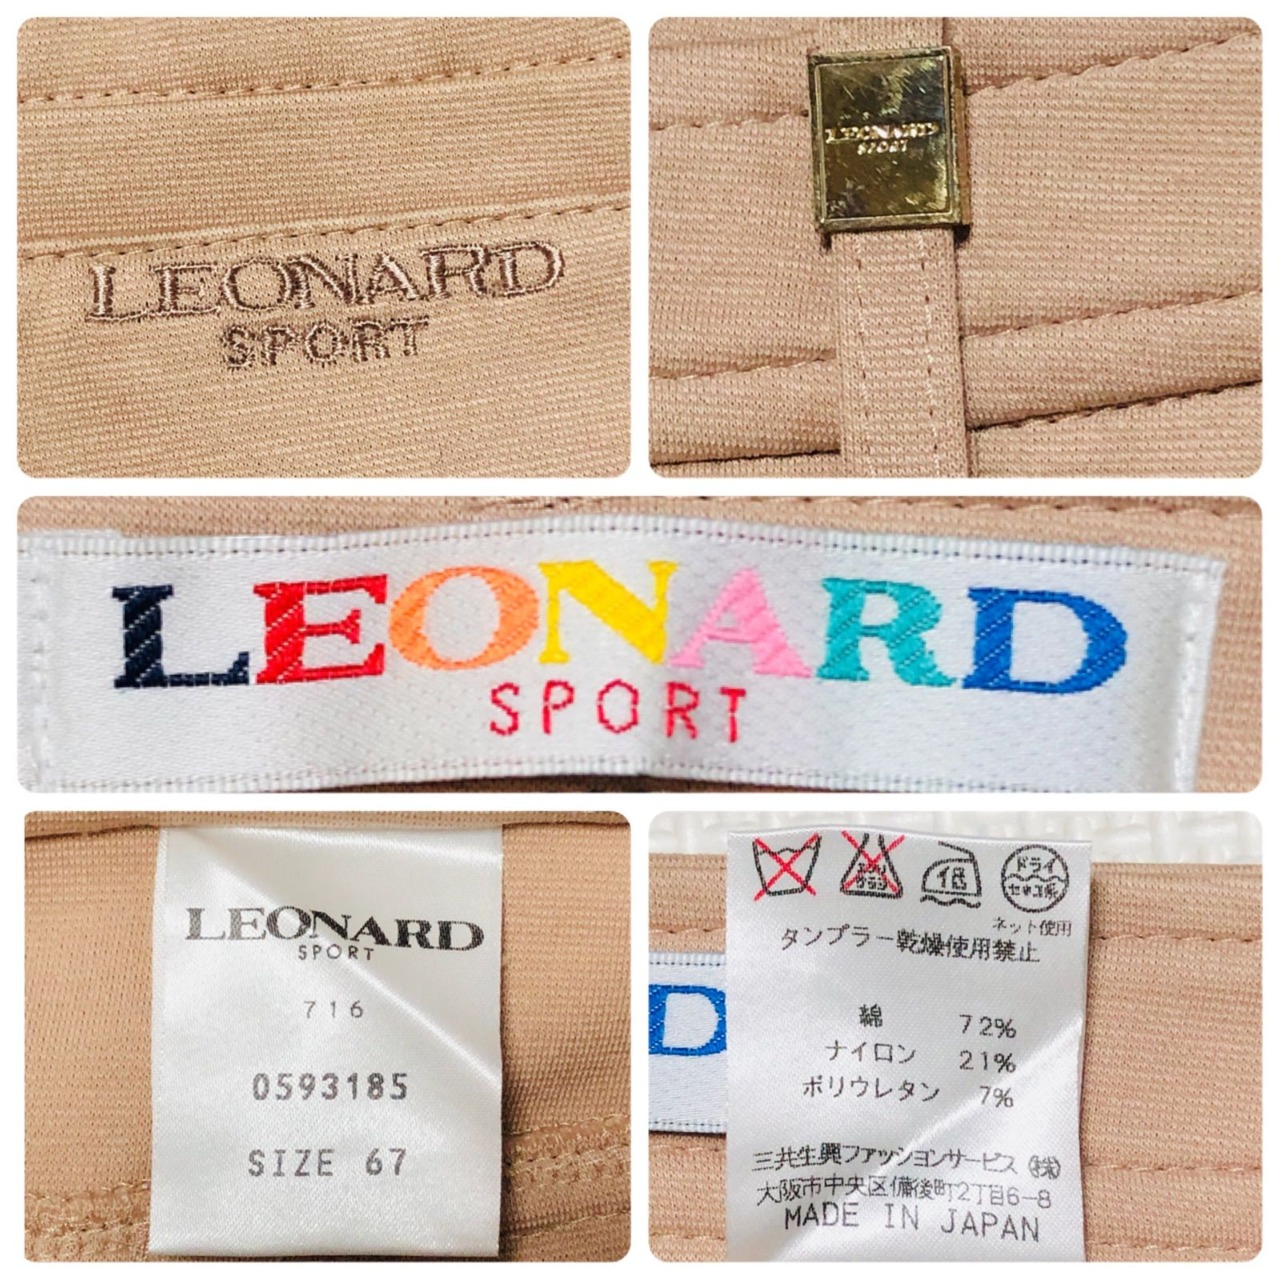 LEONARD
SPORT
LEONARD
SPORT
LEONARD
SPORT
LEONARD
SPORT
716
0593185
SIZE 67
低
ドライ
セキユ系
ネット使用
タンブラー乾燥使用禁止
綿 72%
ナイロン 21%
ポリウレタン 7%
D
三共生興ファッションサービス㈱
大阪市中央区備後町2丁目6-8
MADE IN JAPAN